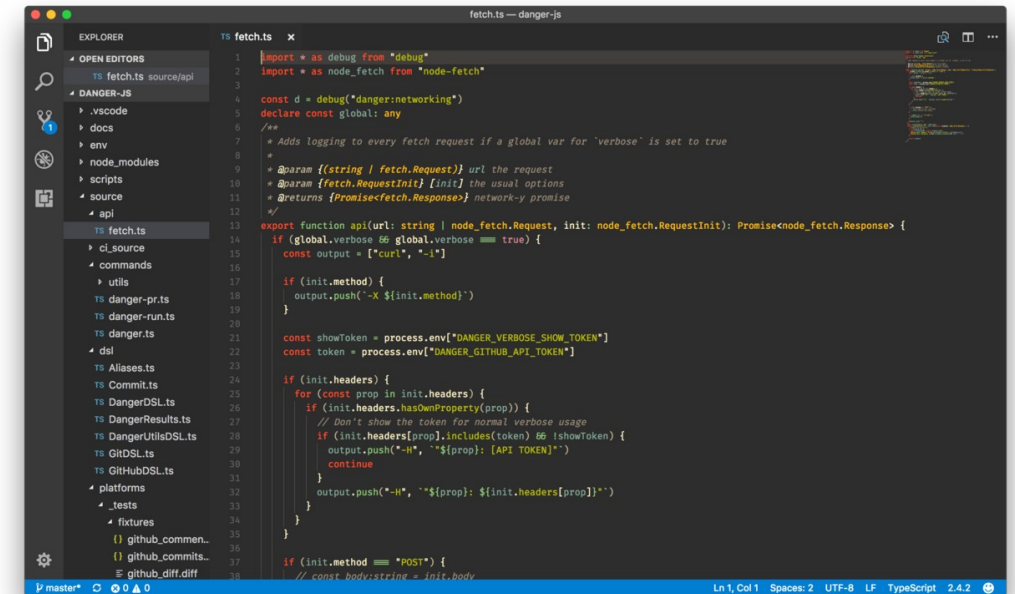 fetch.ts — danger-js
EXPLORER
OPEN EDITORS
TS fetch.ts source/api
DANGER-JS
.vscode
docs
env
node_modules
scripts
source
api
TS fetch.ts
ci_source
commands
utils
TS danger-pr.ts
TS danger-run.ts
TS danger.ts
dsl
TS Aliases.ts
TS Commit.ts
TS DangerDSL.ts
TS DangerResults.ts
TS DangerUtilsDSL.ts
TS GitDSL.ts
TS GitHubDSL.ts
platforms
_tests
fixtures
{} github_commen..
{} github_commits..
github_diff.diff
1
TS fetch.ts ×
1 import * as debug from "debug"
2 import * as node_fetch from "node-fetch"
3
4 const d = debug("danger:networking")
5 declare const global: any
6 /**
7 * Adds logging to every fetch request if a global var for `verbose` is set to true
8 *
9 * @param {(string | fetch.Request)} url the request
10 * @param {fetch.RequestInit} [init] the usual options
11 * @returns {Promise<fetch.Response>} network-y promise
12 */
13 export function api(url: string | node_fetch.Request, init: node_fetch.RequestInit): Promise<node_fetch.Response> {
14 if (global.verbose && global.verbose === true) {
15 const output = ["curl", "-i"]
16
17 if (init.method) {
18 output.push(`-X ${init.method}`)
19 }
20
21 const showToken = process.env["DANGER_VERBOSE_SHOW_TOKEN"]
22 const token = process.env["DANGER_GITHUB_API_TOKEN"]
23
24 if (init.headers) {
25 for (const prop in init.headers) {
26 if (init.headers.hasOwnProperty(prop)) {
27 // Don't show the token for normal verbose usage
28 if (init.headers[prop].includes(token) && !showToken) {
29 output.push("-H", `"${prop}: [API TOKEN]"`)
30 continue
31 }
32 output.push("-H", `"${prop}: ${init.headers[prop]}"`)
33 }
34 }
35 }
36
37 if (init.method === "POST") {
38 // const body:string = init.body
master* 0 0 Ln 1, Col 1 Spaces: 2 UTF-8 LF TypeScript 2.4.2